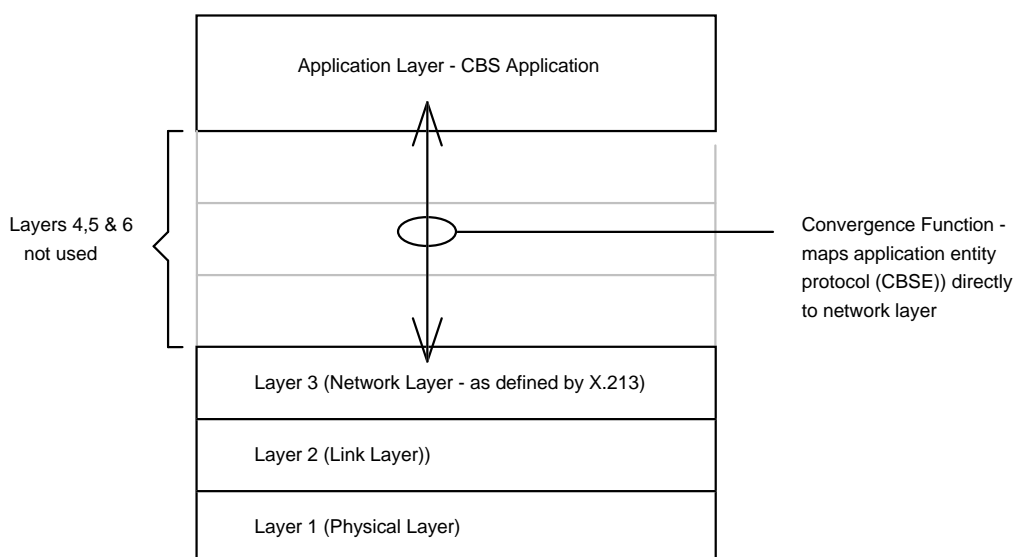 Application Layer - CBS Application
Layers 4,5 & 6
not used
Convergence Function -
maps application entity
protocol (CBSE)) directly
to network layer
Layer 3 (Network Layer - as defined by X.213)
Layer 2 (Link Layer))
Layer 1 (Physical Layer)